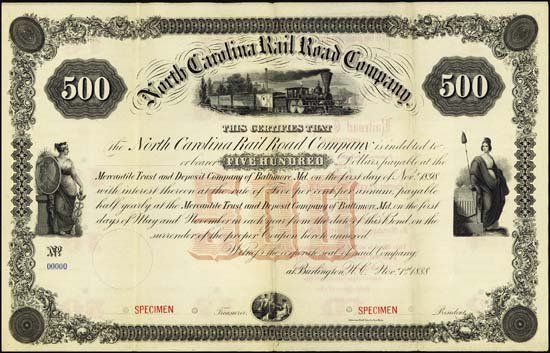 North Carolina Rail Road Company.
500
500
THIS CERTIFIES THAT
the North Carolina Rail Road Company is indebted
to bearer FIVE HUNDRED Dollars payable at the
Mercantile Trust and Deposit Company of Baltimore, Md. on the first day of Nov. 1898
with interest thereon at the rate of Five per cent per annum, payable
half yearly at the Mercantile Trust and Deposit Company of Baltimore, Md. on the first
days of May and November in each year from the date of this Bond, on the
surrender of the proper Coupon hereto annexed
Witness the corporate seal of said Company
at Burlington N.C. Nov. 1st 1888
No
00000
500
SPECIMEN Treasurer. SPECIMEN President.